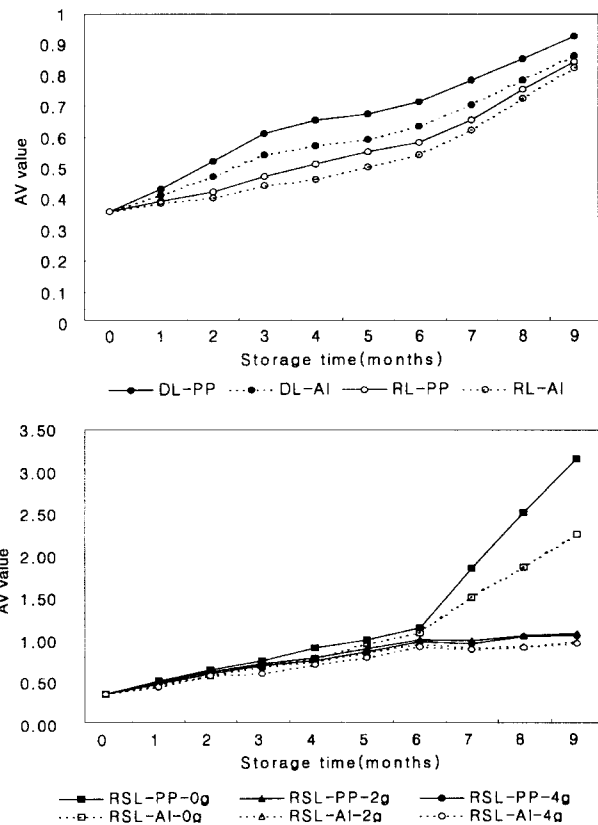 1
0.9
0.8
0.7
0.6
0.5
0.4
0.3
0.2
0.1
0
AV value
0 1 2 3 4 5 6 7 8 9
Storage time(months)
DL-PP DL-Al RL-PP RL-Al
3.50
3.00
2.50
2.00
1.50
1.00
0.50
0.00
AV value
0 1 2 3 4 5 6 7 8 9
Storage time(months)
RSL-PP-0g RSL-PP-2g RSL-PP-4g
RSL-Al-0g RSL-Al-2g RSL-Al-4g